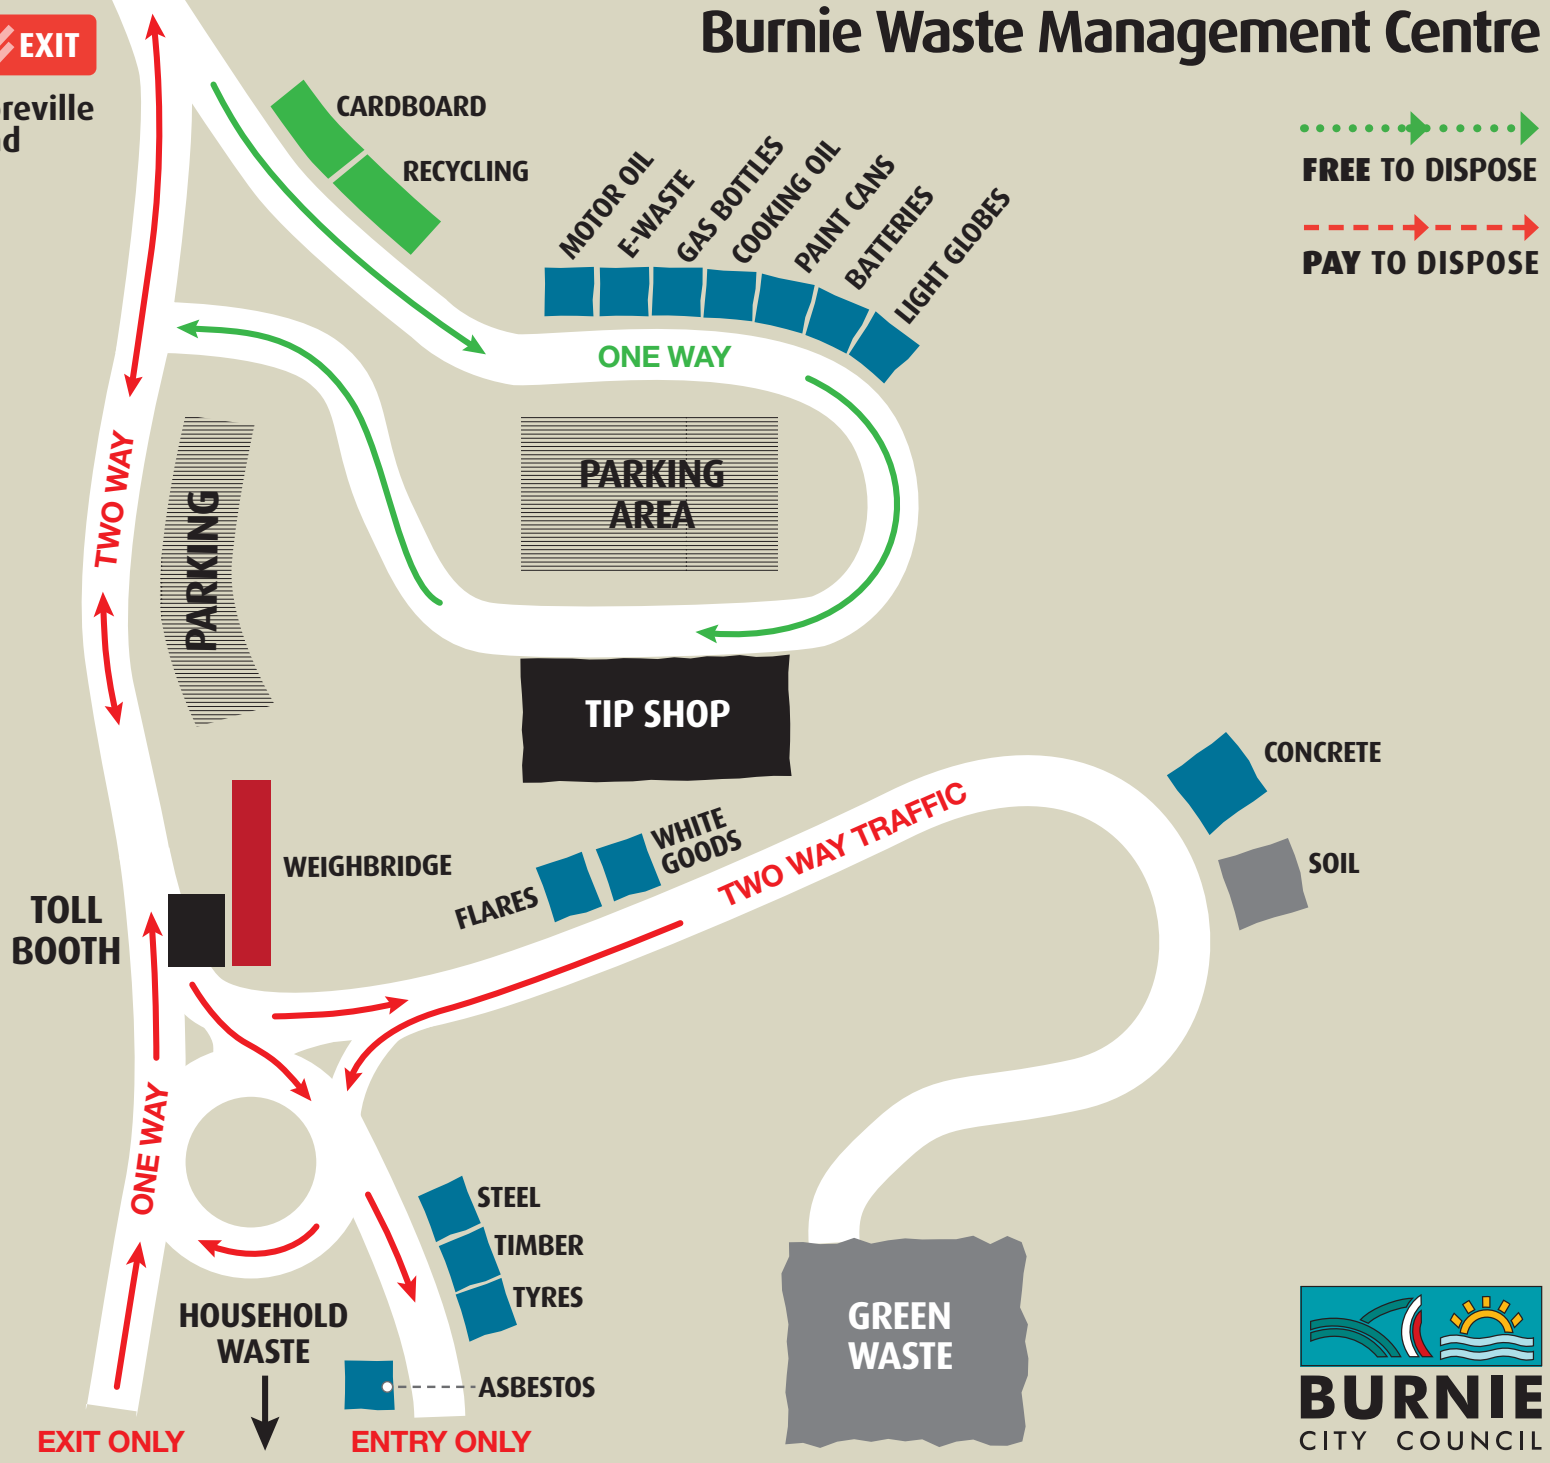 Burnie Waste Management Centre
EXIT
CARDBOARD
RECYCLING
MOTOR OIL
E-WASTE
GAS BOTTLES
COOKING OIL
PAINT CANS
BATTERIES
LIGHT GLOBES
FREE TO DISPOSE
PAY TO DISPOSE
ONE WAY
TWO WAY
PARKING
PARKING
AREA
TIP SHOP
CONCRETE
SOIL
WHITE
GOODS
FLARES
TWO WAY TRAFFIC
WEIGHBRIDGE
TOLL
BOOTH
ONE WAY
STEEL
TIMBER
TYRES
HOUSEHOLD
WASTE
ASBESTOS
GREEN
WASTE
EXIT ONLY
ENTRY ONLY
BURNIE
CITY COUNCIL